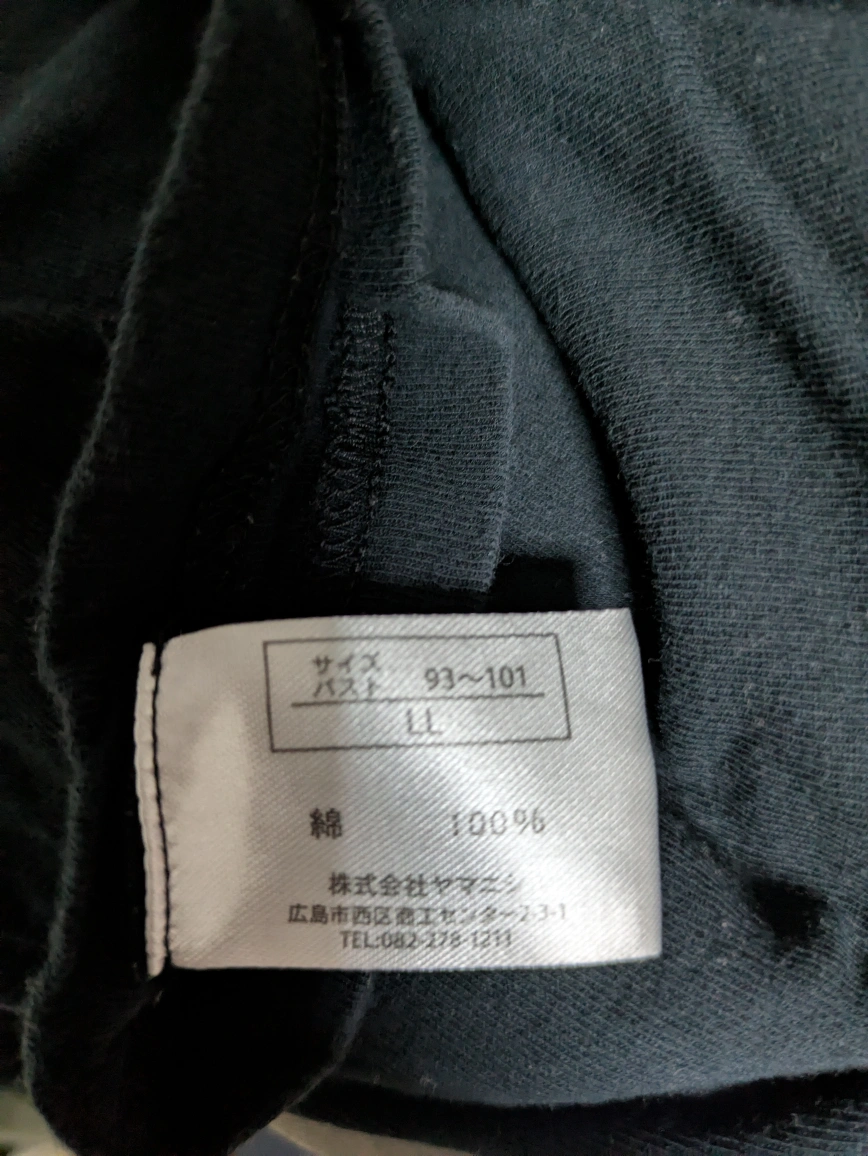 サイズ
バスト 93～101
LL
綿 100%
株式会社ヤマニシ
広島市西区商工センター2-3-1
TEL:082-278-1211